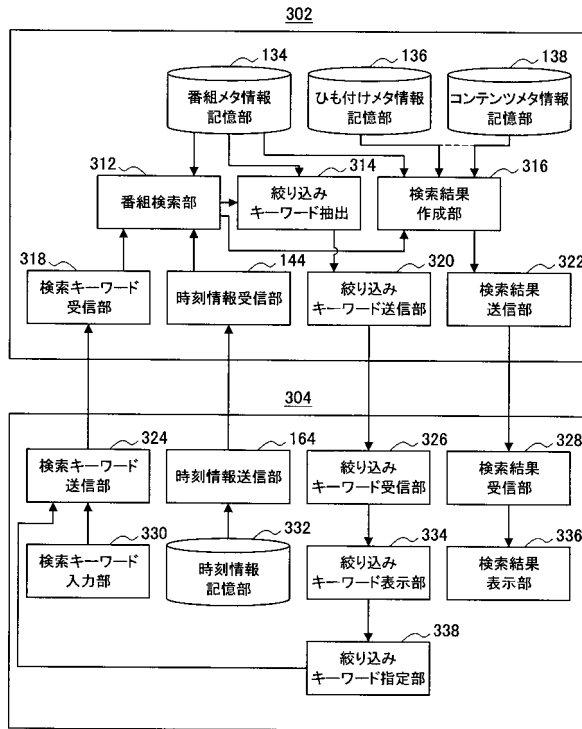 302
134
136
138
番組メタ情報
記憶部
ひも付けメタ情報
記憶部
コンテンツメタ情報
記憶部
312
314
316
番組検索部
絞り込み
キーワード抽出
検索結果
作成部
318
144
320
322
検索キーワード
受信部
時刻情報受信部
絞り込み
キーワード送信部
検索結果
送信部
304
324
164
326
328
検索キーワード
送信部
時刻情報送信部
絞り込み
キーワード受信部
検索結果
受信部
330
332
334
336
検索キーワード
入力部
時刻情報
記憶部
絞り込み
キーワード表示部
検索結果
表示部
338
絞り込み
キーワード指定部